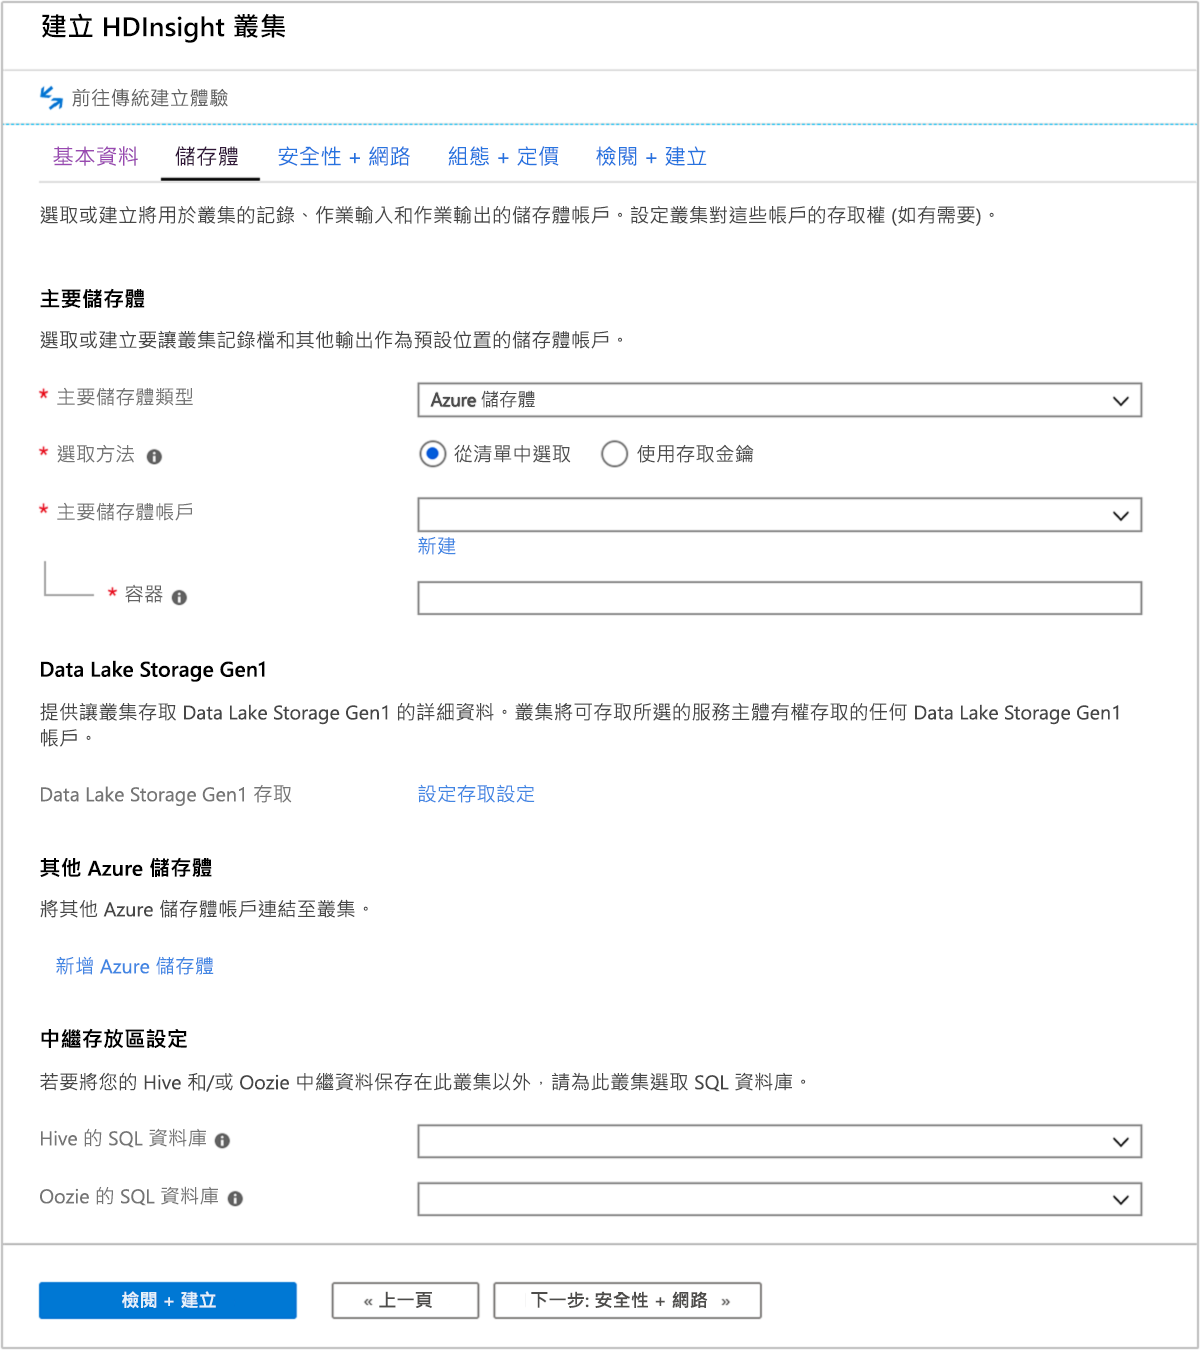 建立 HDInsight 叢集
前往傳統建立體驗
基本資料 儲存體 安全性 + 網路 組態 + 定價 檢閱 + 建立
選取或建立將用於叢集的記錄、作業輸入和作業輸出的儲存體帳戶。設定叢集對這些帳戶的存取權 (如有需要)。
主要儲存體
選取或建立要讓叢集記錄檔和其他輸出作為預設位置的儲存體帳戶。
* 主要儲存體類型 Azure 儲存體
* 選取方法 從清單中選取 使用存取金鑰
* 主要儲存體帳戶
新建
* 容器
Data Lake Storage Gen1
提供讓叢集存取 Data Lake Storage Gen1 的詳細資料。叢集將可存取所選的服務主體有權存取的任何 Data Lake Storage Gen1
帳戶。
Data Lake Storage Gen1 存取 設定存取設定
其他 Azure 儲存體
將其他 Azure 儲存體帳戶連結至叢集。
新增 Azure 儲存體
中繼存放區設定
若要將您的 Hive 和/或 Oozie 中繼資料保存在此叢集以外，請為此叢集選取 SQL 資料庫。
Hive 的 SQL 資料庫
Oozie 的 SQL 資料庫
檢閱 + 建立 « 上一頁 下一步: 安全性 + 網路 »